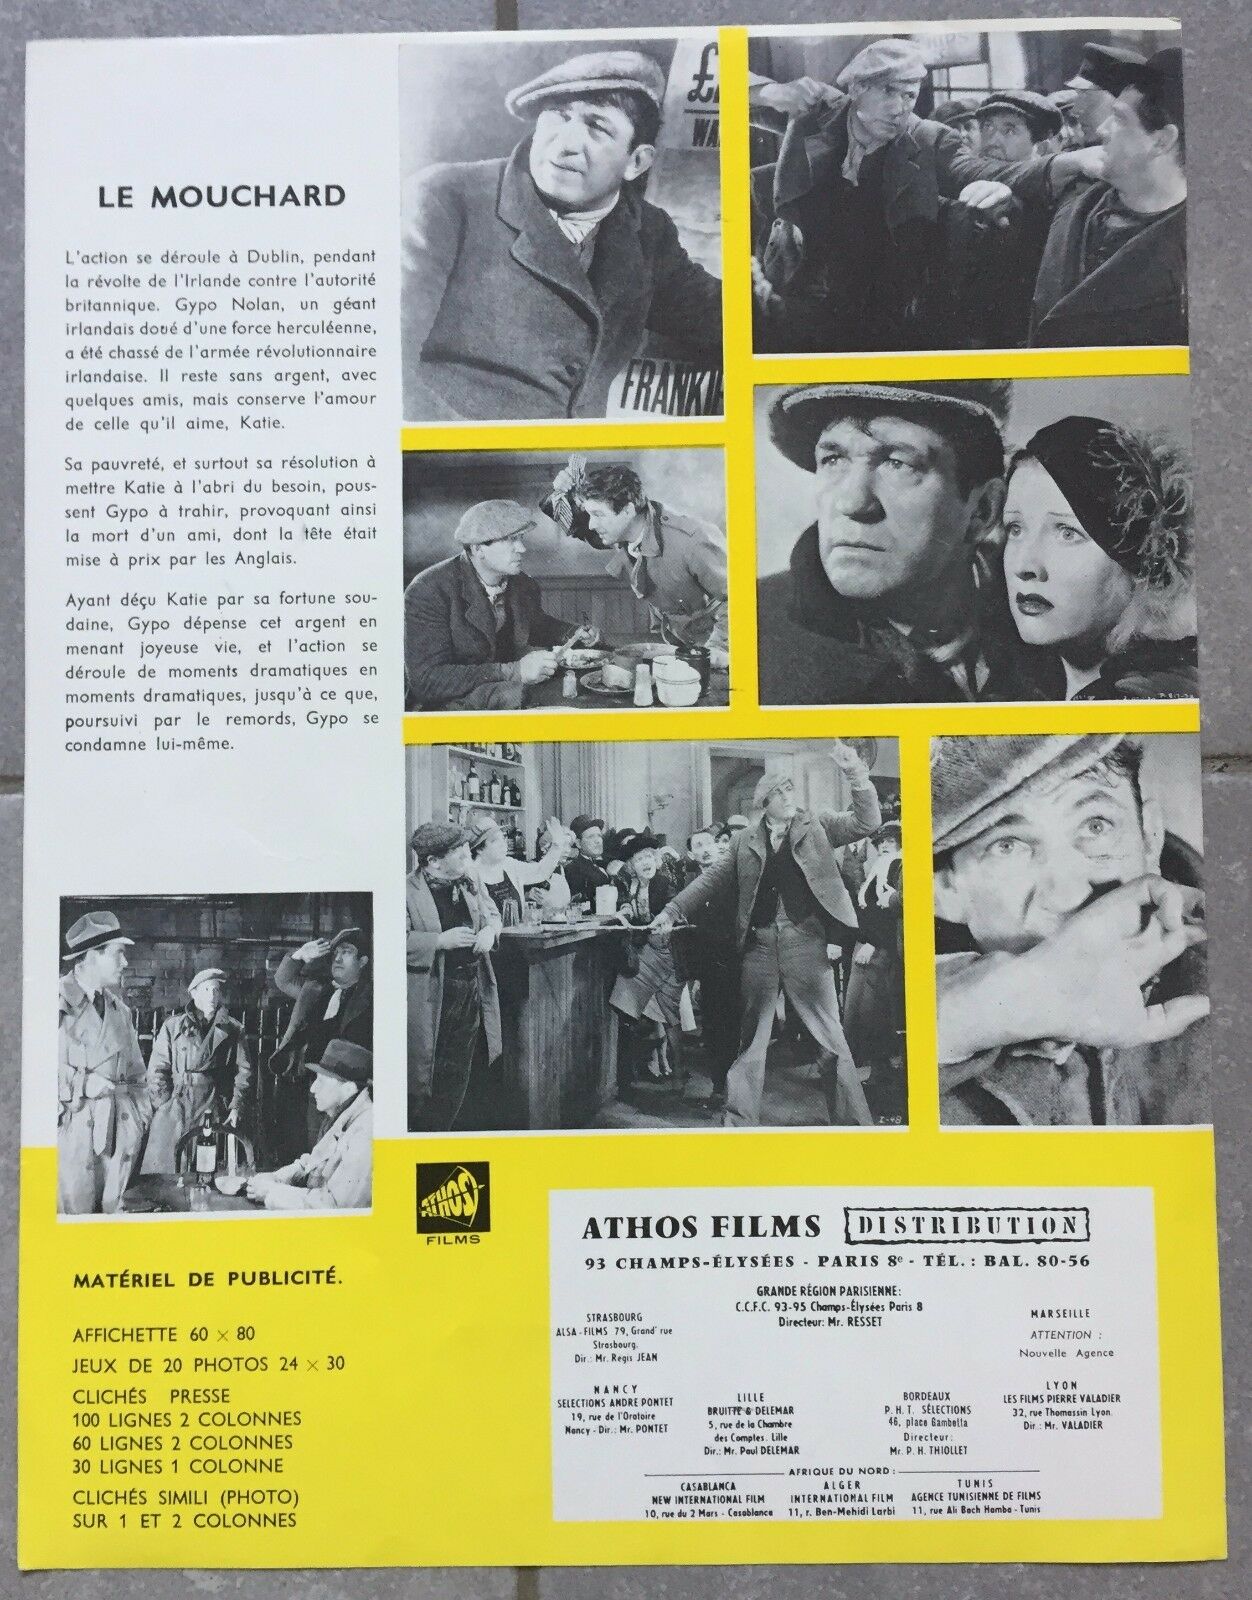 LE MOUCHARD
L'action se déroule à Dublin, pendant
la révolte de l'Irlande contre l'autorité
britannique. Gypo Nolan, un géant
irlandais doué d'une force herculéenne,
a été chassé de l'armée révolutionnaire
irlandaise. Il reste sans argent, avec
quelques amis, mais conserve l'amour
de celle qu'il aime, Katie.
Sa pauvreté, et surtout sa résolution à
mettre Katie à l'abri du besoin, pous-
sent Gypo à trahir, provoquant ainsi
la mort d'un ami, dont la tête était
mise à prix par les Anglais.
Ayant déçu Katie par sa fortune sou-
daine, Gypo dépense cet argent en
menant joyeuse vie, et l'action se
déroule de moments dramatiques en
moments dramatiques, jusqu'à ce que,
poursuivi par le remords, Gypo se
condamne lui-même.
£
WA
FRANKIE
I-48
MATÉRIEL DE PUBLICITÉ.
AFFICHETTE 60 × 80
JEUX DE 20 PHOTOS 24 × 30
CLICHÉS PRESSE
100 LIGNES 2 COLONNES
60 LIGNES 2 COLONNES
30 LIGNES 1 COLONNE
CLICHÉS SIMILI (PHOTO)
SUR 1 ET 2 COLONNES
ATHOS
FILMS
ATHOS FILMS DISTRIBUTION
93 CHAMPS-ÉLYSÉES - PARIS 8e - TÉL. : BAL. 80-56
GRANDE RÉGION PARISIENNE:
C.C.F.C. 93-95 Champs-Élysées Paris 8
Directeur: Mr. RESSET
STRASBOURG
ALSA-FILMS 79, Grand' rue
Strasbourg.
Dir.: Mr. Regis JEAN
MARSEILLE
ATTENTION :
Nouvelle Agence
NANCY
SELECTIONS ANDRE PONTET
19, rue de l'Oratoire
Nancy - Dir.: Mr. PONTET
LILLE
BRUITTE & DELEMAR
5, rue de la Chambre
des Comptes. Lille
Dir.: Mr. Paul DELEMAR
BORDEAUX
P. H. T. SÉLECTIONS
46, place Gambetta
Directeur:
Mr. P. H. THIOLLET
LYON
LES FILMS PIERRE VALADIER
32, rue Thomassin Lyon.
Dir.: Mr. VALADIER
AFRIQUE DU NORD :
CASABLANCA
NEW INTERNATIONAL FILM
10, rue du 2 Mars - Casablanca
ALGER
INTERNATIONAL FILM
11, r. Ben-Mehidi Larbi
TUNIS
AGENCE TUNISIENNE DE FILMS
11, rue Ali Bach Hamba - Tunis